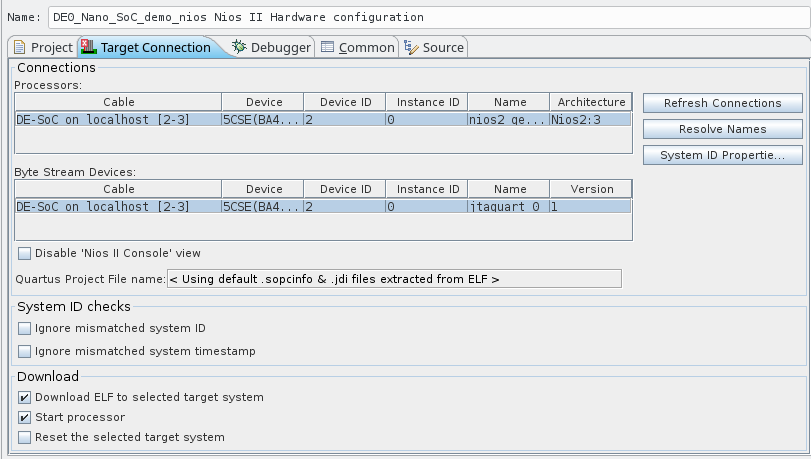 Name: DE0_Nano_SoC_demo_nios Nios II Hardware configuration
Project Target Connection Debugger Common Source
Connections
Processors:
Cable Device Device ID Instance ID Name Architecture
DE-SoC on localhost [2-3] 5CSE(BA4... 2 0 nios2_ge... Nios2:3
Refresh Connections
Resolve Names
System ID Propertie...
Byte Stream Devices:
Cable Device Device ID Instance ID Name Version
DE-SoC on localhost [2-3] 5CSE(BA4... 2 0 jtaguart_0 1
Disable 'Nios II Console' view
Quartus Project File name: < Using default .sopcinfo & .jdi files extracted from ELF >
System ID checks
Ignore mismatched system ID
Ignore mismatched system timestamp
Download
Download ELF to selected target system
Start processor
Reset the selected target system